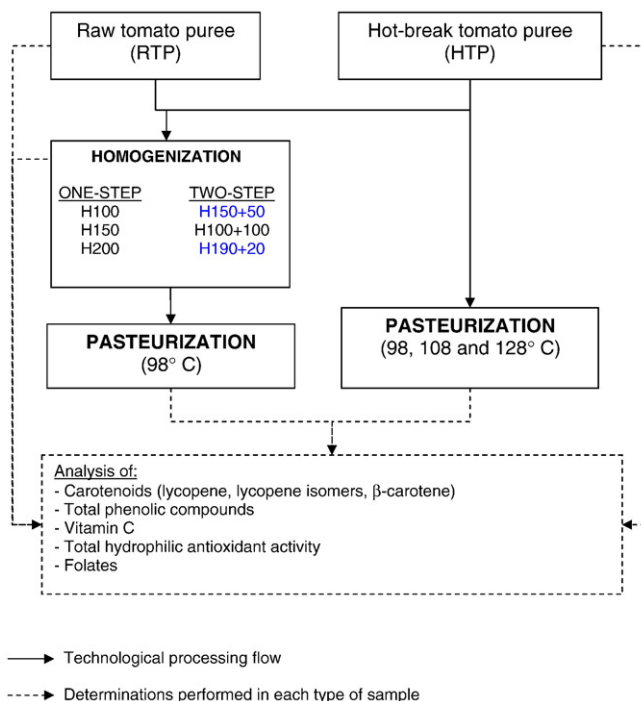 Raw tomato puree
(RTP)
Hot-break tomato puree
(HTP)
HOMOGENIZATION
ONE-STEP TWO-STEP
H100 H150+50
H150 H100+100
H200 H190+20
PASTEURIZATION
(98° C)
PASTEURIZATION
(98, 108 and 128° C)
Analysis of:
- Carotenoids (lycopene, lycopene isomers, β-carotene)
- Total phenolic compounds
- Vitamin C
- Total hydrophilic antioxidant activity
- Folates
Technological processing flow
Determinations performed in each type of sample